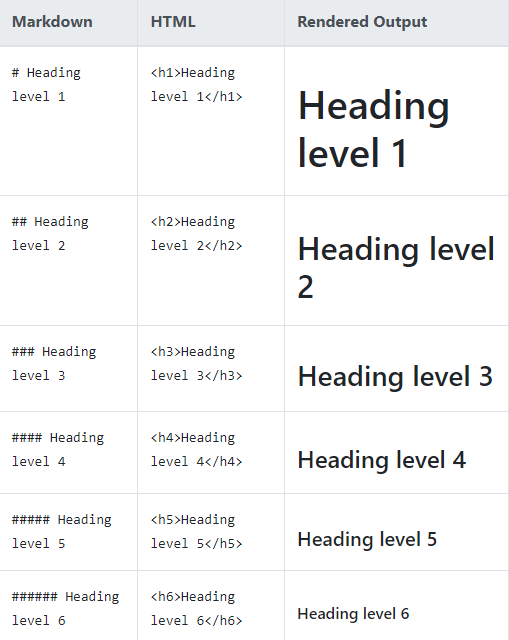 Markdown HTML Rendered Output
# Heading
level 1
<h1>Heading
level 1</h1>
Heading
level 1
## Heading
level 2
<h2>Heading
level 2</h2>
Heading level
2
### Heading
level 3
<h3>Heading
level 3</h3>
Heading level 3
#### Heading
level 4
<h4>Heading
level 4</h4>
Heading level 4
##### Heading
level 5
<h5>Heading
level 5</h5>
Heading level 5
###### Heading
level 6
<h6>Heading
level 6</h6>
Heading level 6